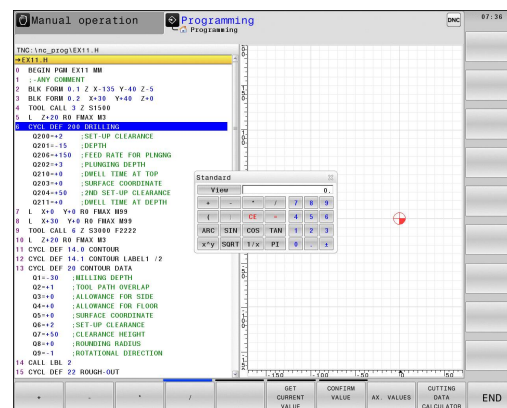 Manual operation
Programming
Programming
DNC
07:36
TNC:\nc_prog\EX11.H
→EX11.H
0 BEGIN PGM EX11 MM
1 ;-ANY COMMENT
2 BLK FORM 0.1 Z X-135 Y-40 Z-5
3 BLK FORM 0.2 X+30 Y+40 Z+0
4 TOOL CALL 3 Z S1500
5 L Z+20 R0 FMAX M3
6 CYCL DEF 200 DRILLING
Q200=+2 ;SET-UP CLEARANCE
Q201=-15 ;DEPTH
Q206=+150 ;FEED RATE FOR PLNGNG
Q202=+3 ;PLUNGING DEPTH
Q210=+0 ;DWELL TIME AT TOP
Q203=+0 ;SURFACE COORDINATE
Q204=+50 ;2ND SET-UP CLEARANCE
Q211=+0 ;DWELL TIME AT DEPTH
7 L X+0 Y+0 R0 FMAX M99
8 L X+30 Y+0 R0 FMAX M99
9 TOOL CALL 6 Z S3000 F2222
10 L Z+20 R0 FMAX M3
11 CYCL DEF 14.0 CONTOUR
12 CYCL DEF 14.1 CONTOUR LABEL1 /2
13 CYCL DEF 20 CONTOUR DATA
Q1=-30 ;MILLING DEPTH
Q2=+1 ;TOOL PATH OVERLAP
Q3=+0 ;ALLOWANCE FOR SIDE
Q4=+0 ;ALLOWANCE FOR FLOOR
Q5=+0 ;SURFACE COORDINATE
Q6=+2 ;SET-UP CLEARANCE
Q7=+50 ;CLEARANCE HEIGHT
Q8=+0 ;ROUNDING RADIUS
Q9=-1 ;ROTATIONAL DIRECTION
14 CALL LBL 2
15 CYCL DEF 22 ROUGH-OUT
Standard
View 0.
+ - * / 7 8 9
( ) CE = 4 5 6
ARC SIN COS TAN 1 2 3
x^y SQRT 1/x PI 0 . ±
-150 -100 -50 0 50
+ - * /
GET CURRENT VALUE
CONFIRM VALUE
AX. VALUES
CUTTING DATA CALCULATOR
END